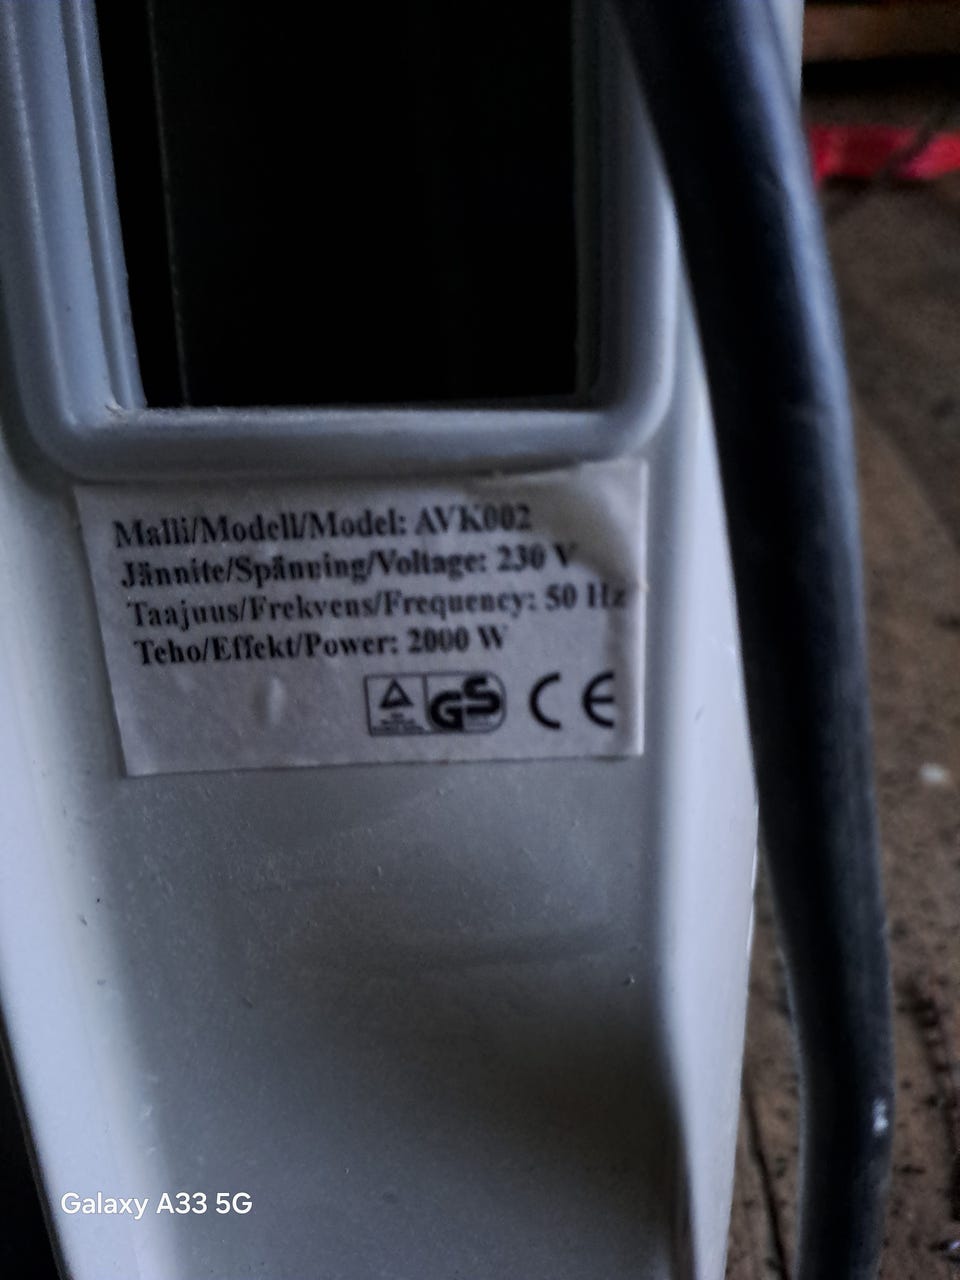 Malli/Modell/Model: AVK002
Jännite/Spänning/Voltage: 230 V
Taajuus/Frekvens/Frequency: 50 Hz
Teho/Effekt/Power: 2000 W
GS CE
Galaxy A33 5G